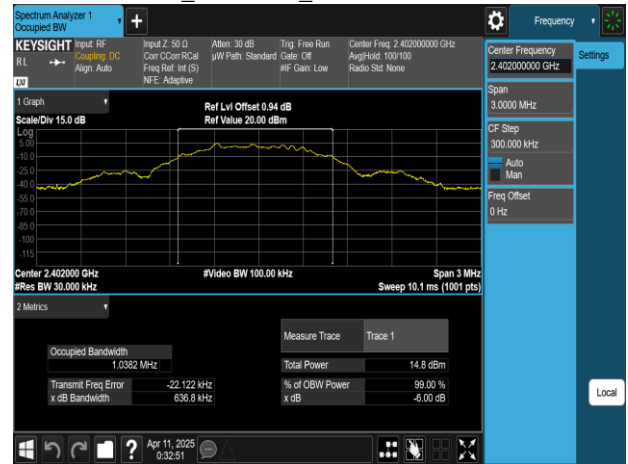 Spectrum Analyzer 1
Occupied BW
Frequency
KEYSIGHT
RL
LXI
Input: RF
Coupling: DC
Align: Auto
Input Z: 50 Ω
Corr CCorr RCal
Freq Ref: Int (S)
NFE: Adaptive
Atten: 30 dB
µW Path: Standard
Trig: Free Run
Gate: Off
#IF Gain: Low
Center Freq: 2.402000000 GHz
Avg|Hold: 100/100
Radio Std: None
Center Frequency
2.402000000 GHz
Settings
Span
3.0000 MHz
CF Step
300.000 kHz
Auto
Man
Freq Offset
0 Hz
Local
1 Graph
Scale/Div 15.0 dB
Ref Lvl Offset 0.94 dB
Ref Value 20.00 dBm
Log
5.00
-10.0
-25.0
-40.0
-55.0
-70.0
-85.0
-100
-115
Center 2.402000 GHz
#Res BW 30.000 kHz
#Video BW 100.00 kHz
Span 3 MHz
Sweep 10.1 ms (1001 pts)
2 Metrics
Measure Trace Trace 1
Occupied Bandwidth
1.0382 MHz
Total Power 14.8 dBm
Transmit Freq Error -22.122 kHz
% of OBW Power 99.00 %
x dB Bandwidth 636.8 kHz
x dB -6.00 dB
Apr 11, 2025
0:32:51